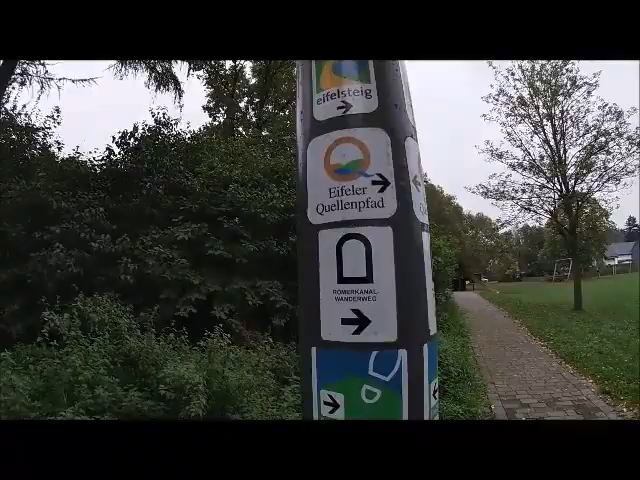 eifelsteig
Eifeler
Quellenpfad
RÖMERKANAL-
WANDERWEG